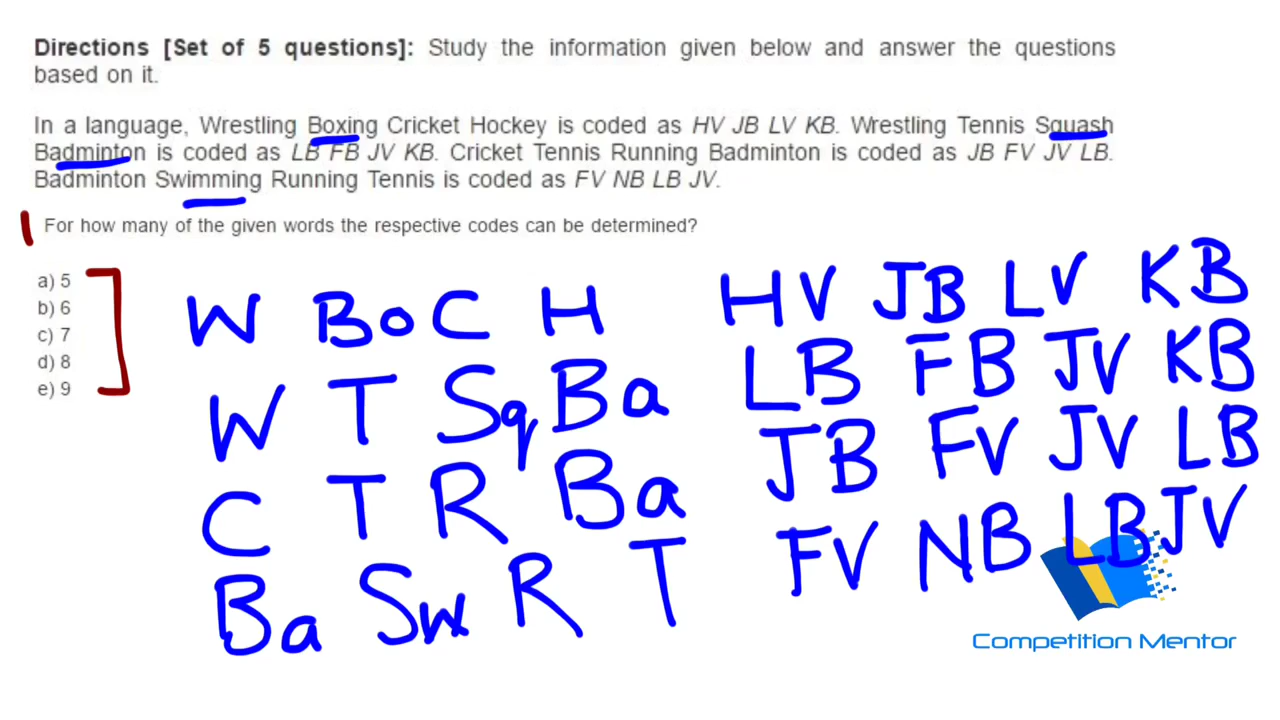 Directions [Set of 5 questions]: Study the information given below and answer the questions
based on it.
In a language, Wrestling Boxing Cricket Hockey is coded as HV JB LV KB. Wrestling Tennis Squash
Badminton is coded as LB FB JV KB. Cricket Tennis Running Badminton is coded as JB FV JV LB.
Badminton Swimming Running Tennis is coded as FV NB LB JV.
1 For how many of the given words the respective codes can be determined?
a) 5
b) 6
c) 7
d) 8
e) 9
W Bo C H HV JB LV KB
W T Sq Ba LB FB JV KB
C T R Ba JB FV JV LB
Ba Sw R T FV NB LB JV
Competition Mentor